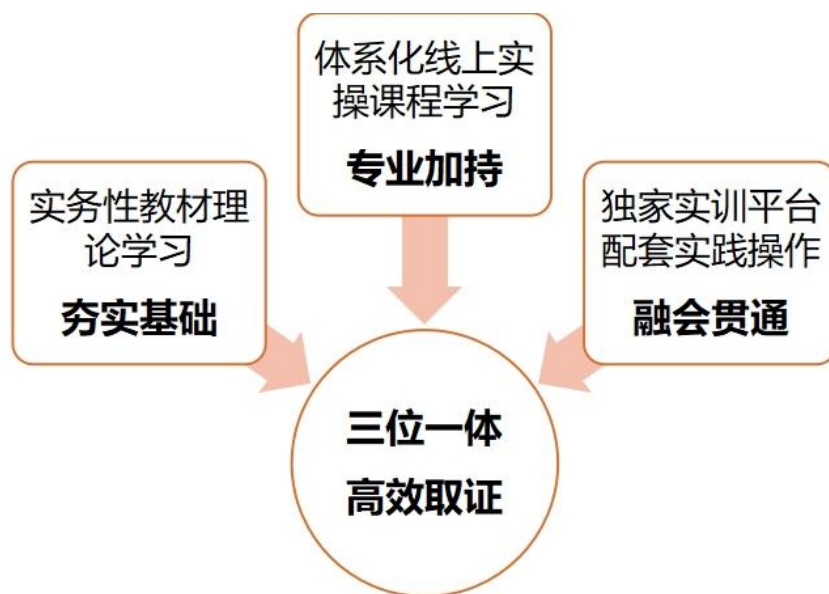 体系化线上实
操课程学习
专业加持
实务性教材理
论学习
夯实基础
独家实训平台
配套实践操作
融会贯通
三位一体
高效取证